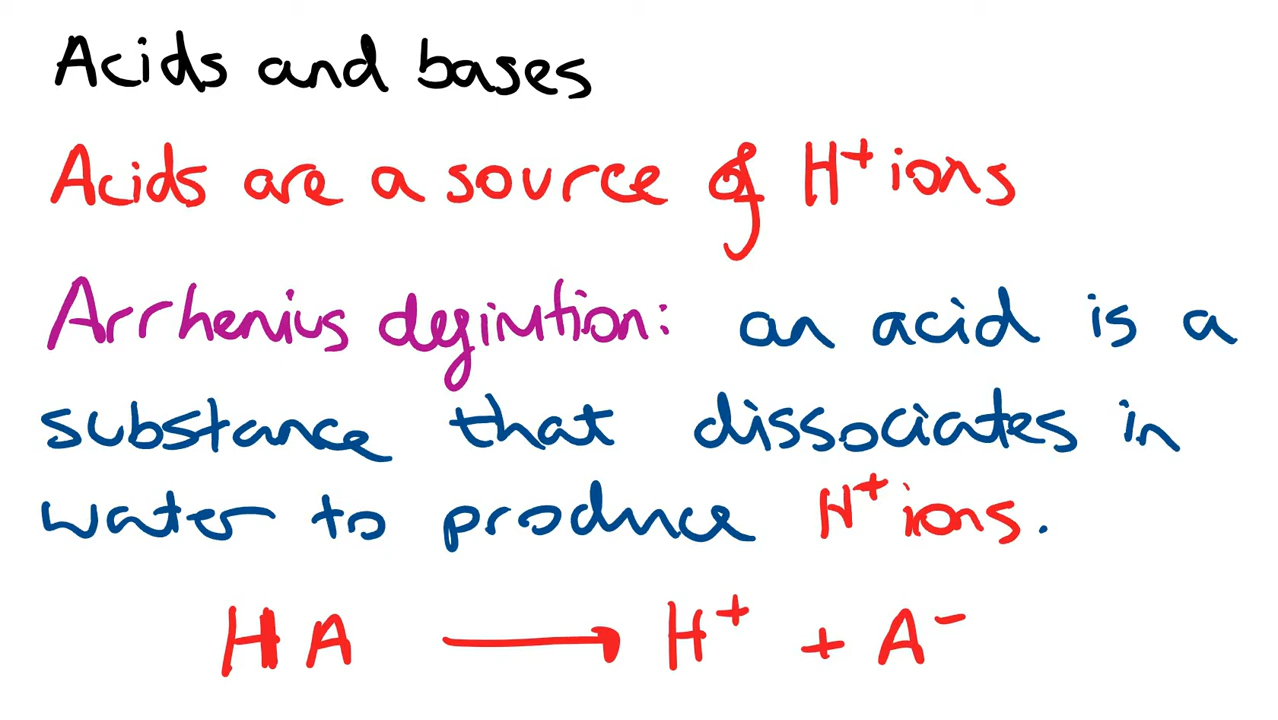 Acids and bases
Acids are a source of H⁺ ions
Arrhenius definition: an acid is a
substance that dissociates in
water to produce H⁺ ions.
HA ⟶ H⁺ + A⁻